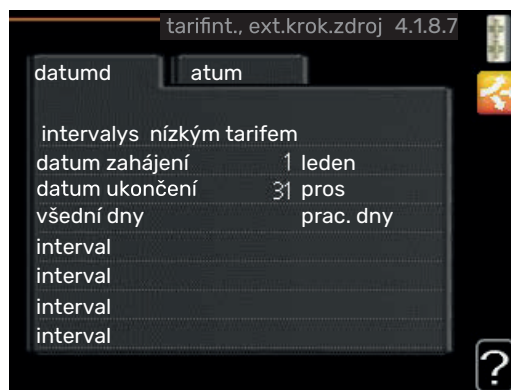 tarifint., ext.krok.zdroj 4.1.8.7
datumd atum
intervalys nízkým tarifem
datum zahájení 1 leden
datum ukončení 31 pros
všední dny prac. dny
interval
interval
interval
interval
?